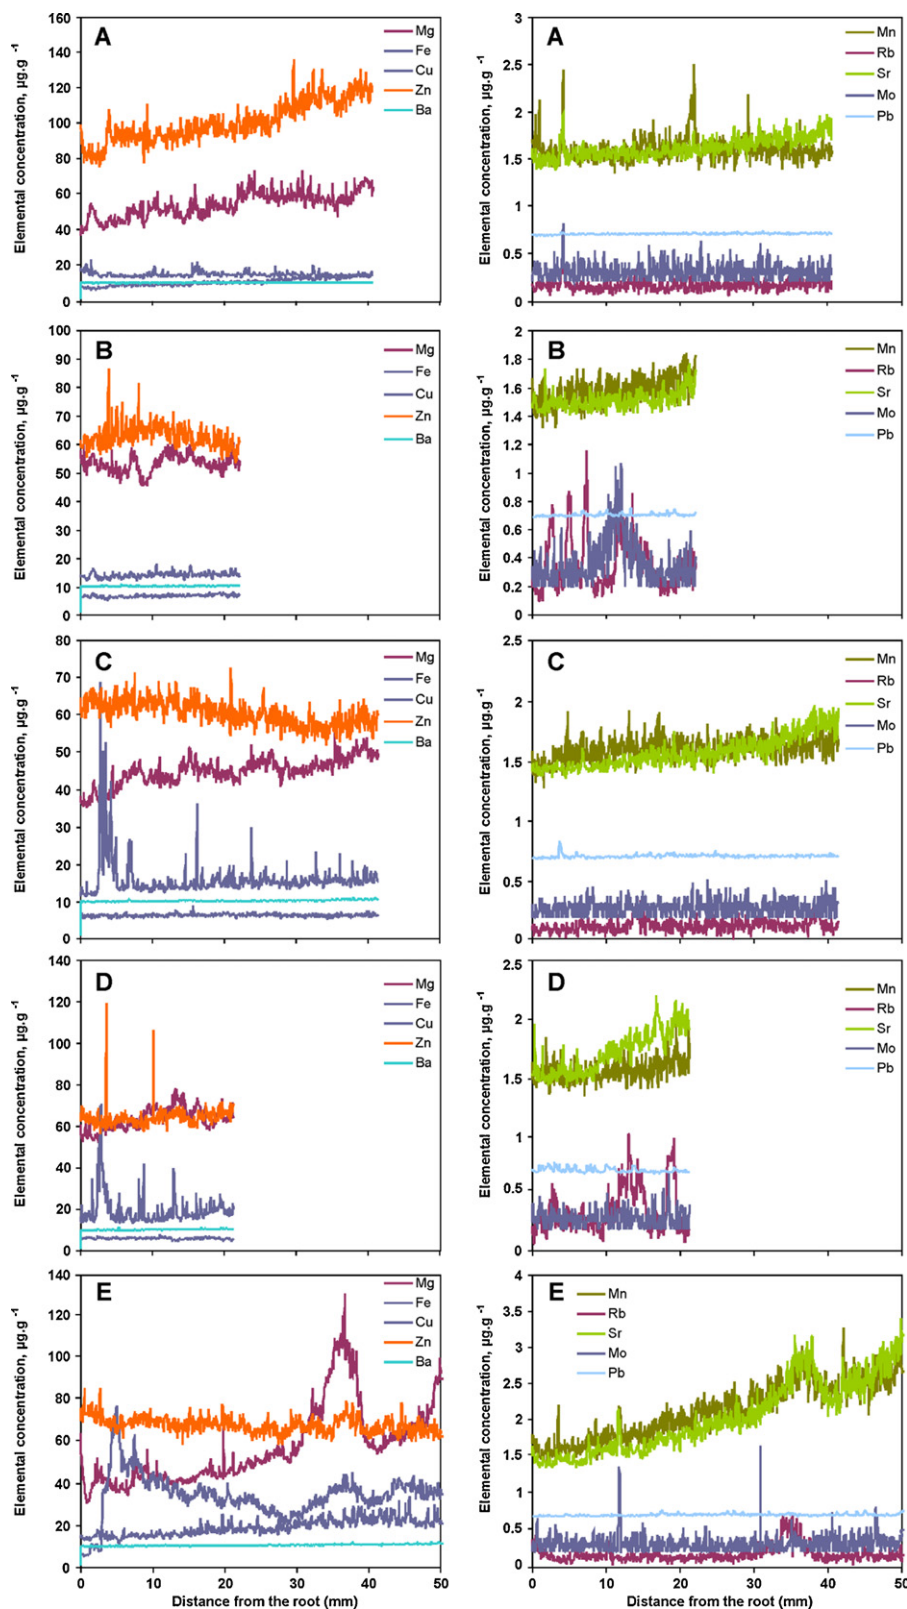 A
Elemental concentration, µg.g⁻¹
160
140
120
100
80
60
40
20
0
Mg
Fe
Cu
Zn
Ba
A
Elemental concentration, µg.g⁻¹
3
2.5
2
1.5
1
0.5
0
Mn
Rb
Sr
Mo
Pb
B
Elemental concentration, µg.g⁻¹
100
90
80
70
60
50
40
30
20
10
0
Mg
Fe
Cu
Zn
Ba
B
Elemental concentration, µg.g⁻¹
2
1.8
1.6
1.4
1.2
1
0.8
0.6
0.4
0.2
0
Mn
Rb
Sr
Mo
Pb
C
Elemental concentration, µg.g⁻¹
80
70
60
50
40
30
20
10
0
Mg
Fe
Cu
Zn
Ba
C
Elemental concentration, µg.g⁻¹
2.5
2
1.5
1
0.5
0
Mn
Rb
Sr
Mo
Pb
D
Elemental concentration, µg.g⁻¹
140
120
100
80
60
40
20
0
Mg
Fe
Cu
Zn
Ba
D
Elemental concentration, µg.g⁻¹
2.5
2
1.5
1
0.5
0
Mn
Rb
Sr
Mo
Pb
E
Elemental concentration, µg.g⁻¹
140
120
100
80
60
40
20
0
Mg
Fe
Cu
Zn
Ba
0 10 20 30 40 50
Distance from the root (mm)
E
Elemental concentration, µg.g⁻¹
4
3.5
3
2.5
2
1.5
1
0.5
0
Mn
Rb
Sr
Mo
Pb
0 10 20 30 40 50
Distance from the root (mm)